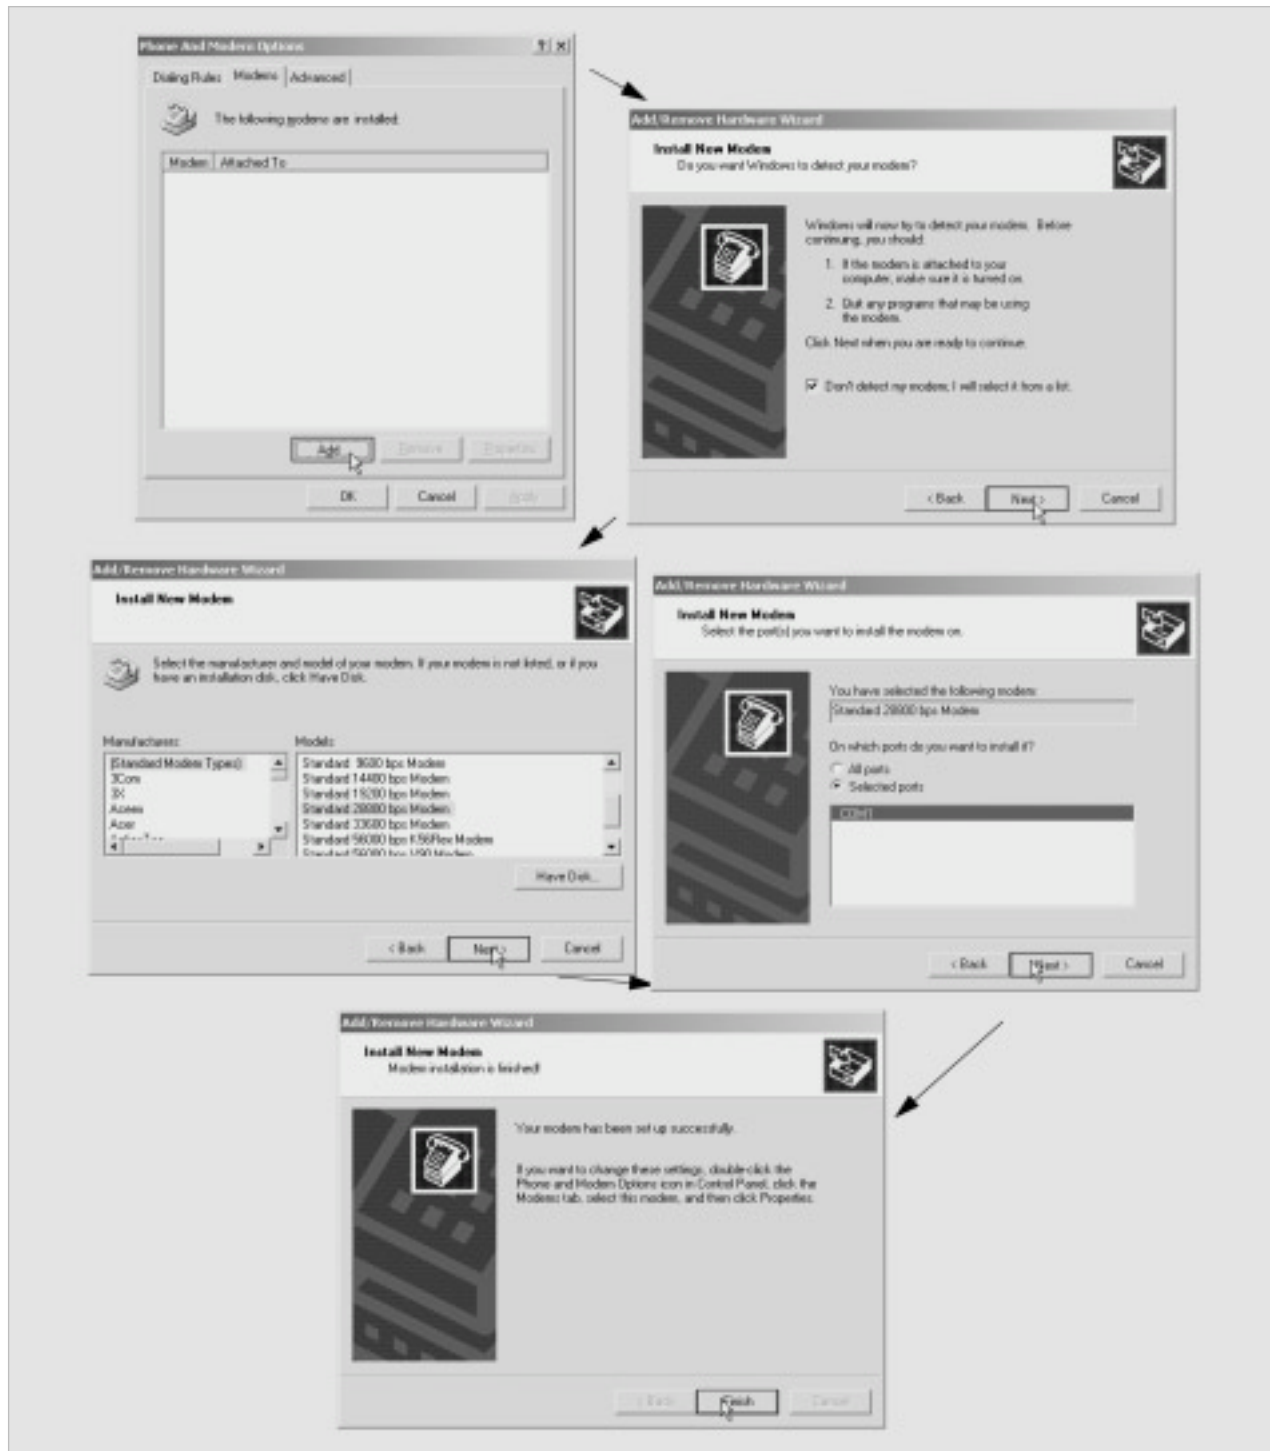 Phone And Modem Options
Dialing Rules Modems Advanced
The following modems are installed:
Modem Attached To
Add... Remove Properties
OK Cancel Apply
Add/Remove Hardware Wizard
Install New Modem
Do you want Windows to detect your modem?
Windows will now try to detect your modem. Before
continuing, you should:
1. If the modem is attached to your
computer, make sure it is turned on.
2. Quit any programs that may be using
the modem.
Click Next when you are ready to continue.
Don't detect my modem; I will select it from a list.
< Back Next > Cancel
Add/Remove Hardware Wizard
Install New Modem
Select the manufacturer and model of your modem. If your modem is not listed, or if you
have an installation disk, click Have Disk.
Manufacturers: Models:
(Standard Modem Types)
3Com
3X
Aceex
Acer
Standard 9600 bps Modem
Standard 14400 bps Modem
Standard 19200 bps Modem
Standard 28800 bps Modem
Standard 33600 bps Modem
Standard 56000 bps K56Flex Modem
Standard 56000 bps V90 Modem
Have Disk...
< Back Next > Cancel
Add/Remove Hardware Wizard
Install New Modem
Select the port(s) you want to install the modem on.
You have selected the following modem:
Standard 28800 bps Modem
On which ports do you want to install it?
All ports
Selected ports
COM1
< Back Next > Cancel
Add/Remove Hardware Wizard
Install New Modem
Modem installation is finished!
Your modem has been set up successfully.
If you want to change these settings, double-click the
Phone and Modem Options icon in Control Panel, click the
Modems tab, select this modem, and then click Properties.
< Back Finish Cancel